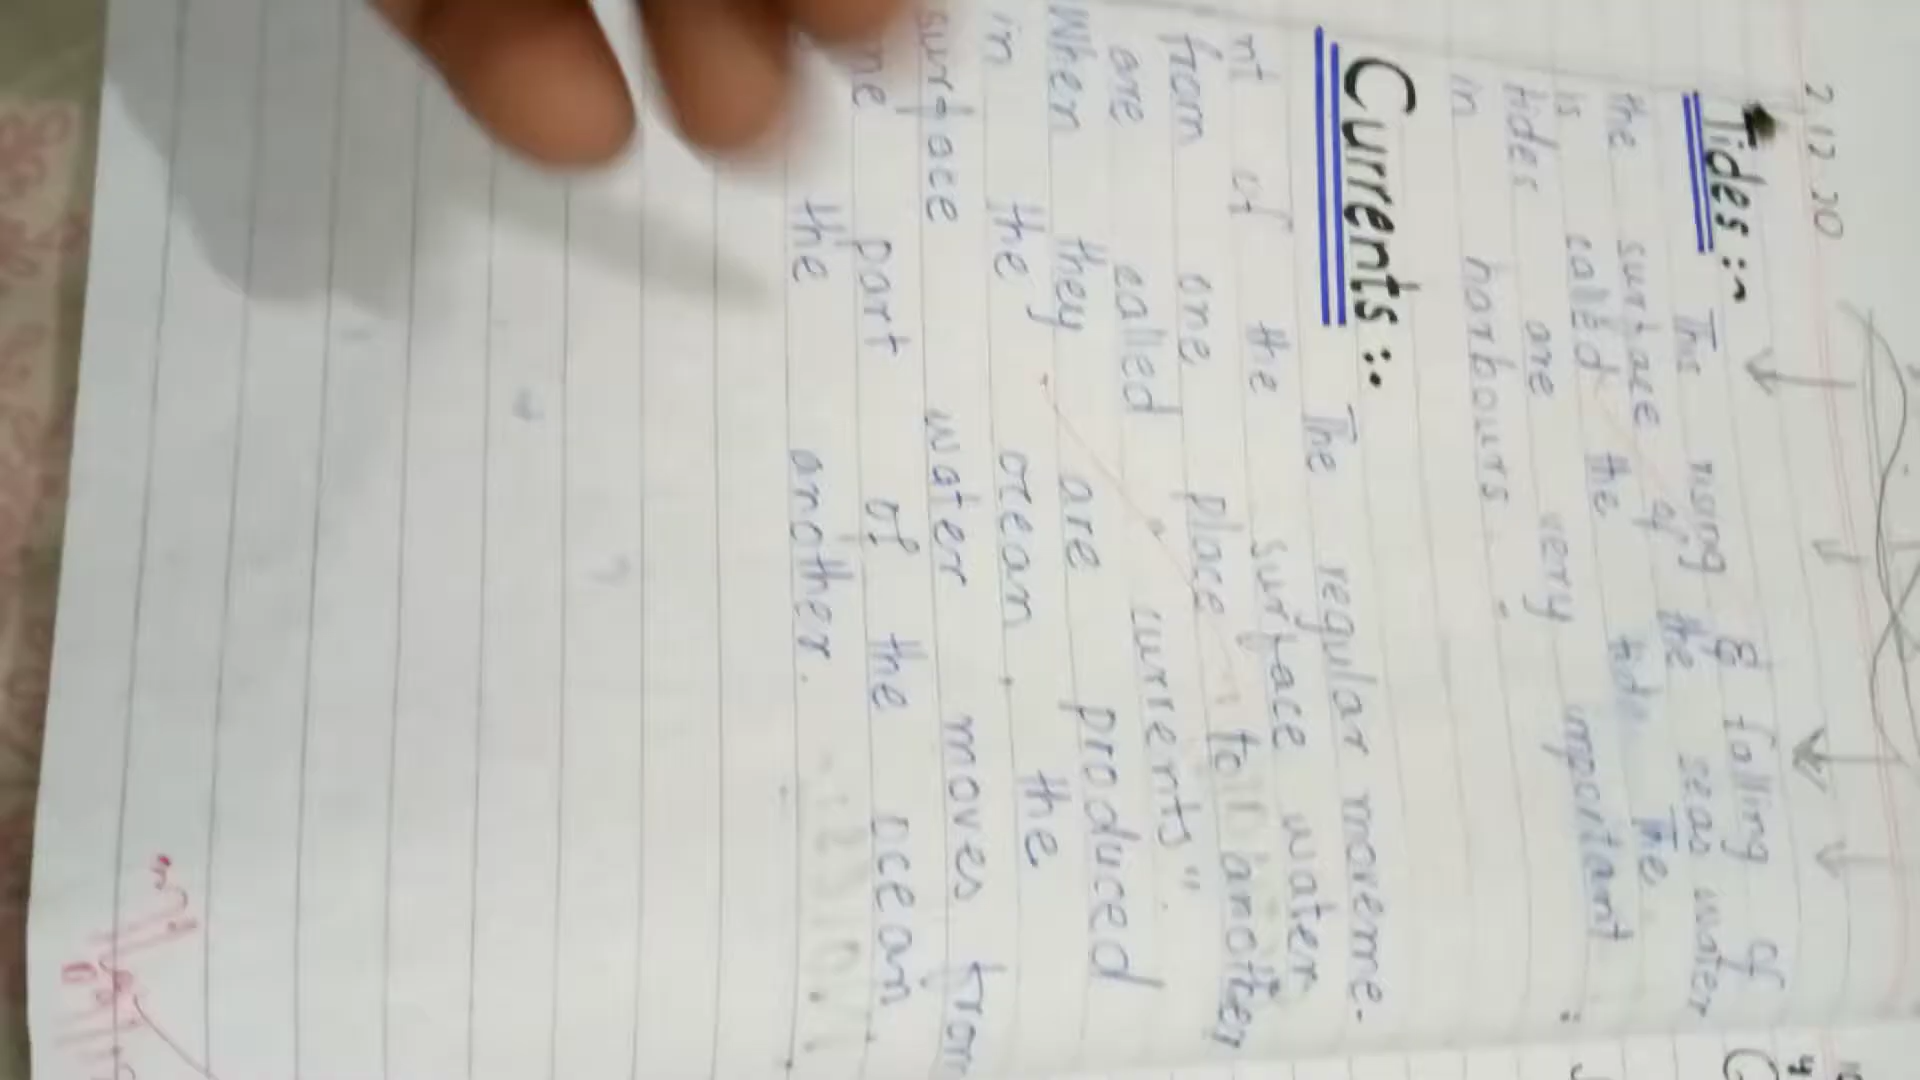 2.12.20
Tides :~
This rising & falling of
the surface of the seas water
is called the tide. The
tides are very important
in harbours.
Currents :.
The regular moreme-
nt of the surface water
from one place to another
are called currents".
When they are produced
in the ocean, the
surface water moves from
part of the ocean
the another.